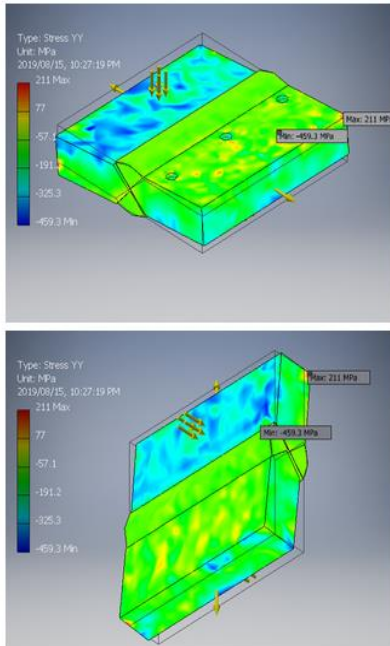 Type: Stress YY
Unit: MPa
2019/08/15, 10:27:19 PM
211 Max
77
-57.1
-191.2
-325.3
-459.3 Min
Max: 211 MPa
Min: -459.3 MPa
Type: Stress YY
Unit: MPa
2019/08/15, 10:27:19 PM
211 Max
77
-57.1
-191.2
-325.3
-459.3 Min
Max: 211 MPa
Min: -459.3 MPa